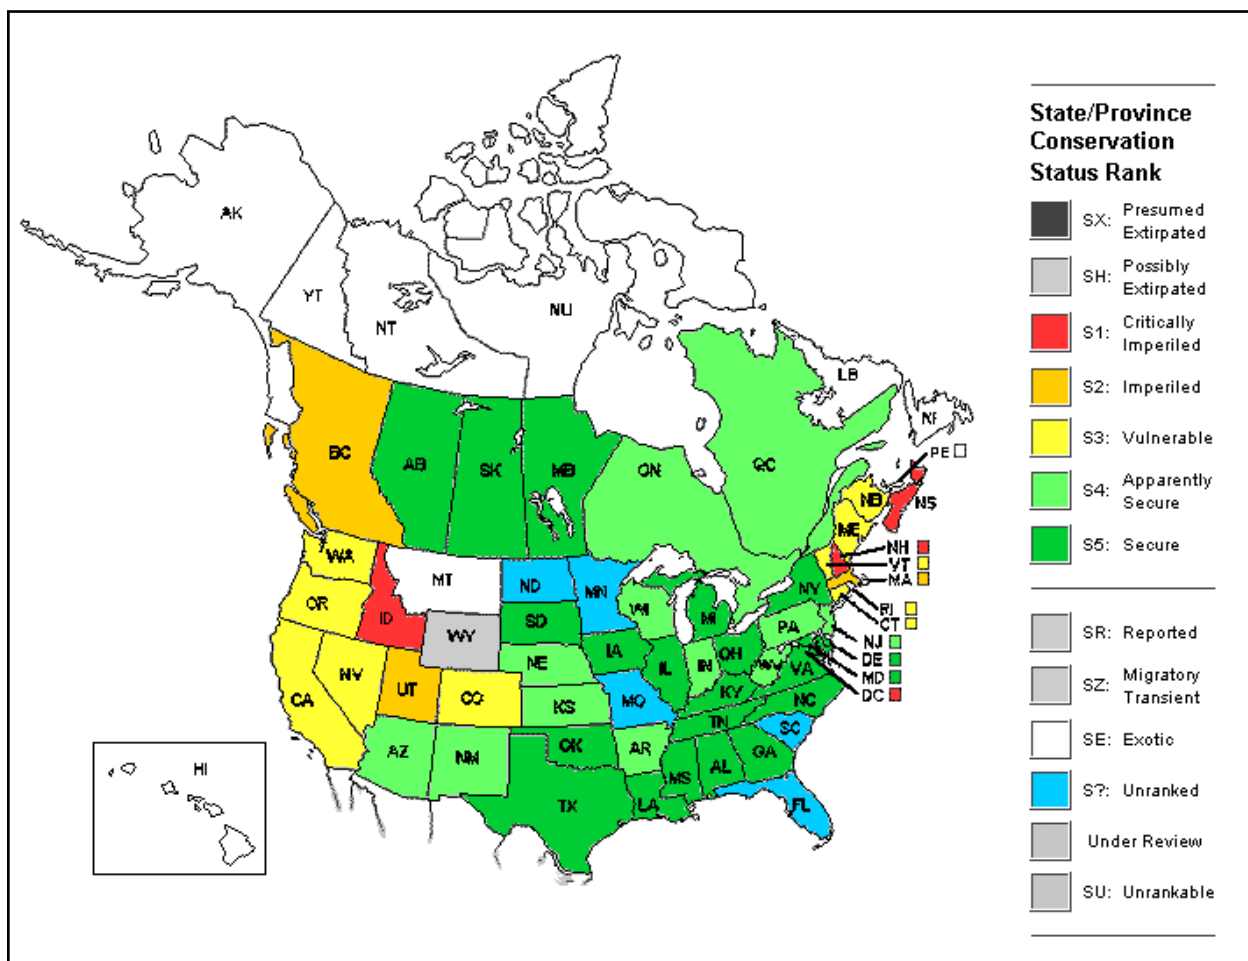 State/Province
Conservation
Status Rank
SX: Presumed
Extirpated
SH: Possibly
Extirpated
S1: Critically
Imperiled
S2: Imperiled
S3: Vulnerable
S4: Apparently
Secure
S5: Secure
SR: Reported
SZ: Migratory
Transient
SE: Exotic
S?: Unranked
Under Review
SU: Unrankable
AK
YT
NT
NU
LB
NF
BC
AB
SK
MB
ON
QC
PE
NB
NS
ME
NH
VT
MA
RI
CT
NJ
DE
MD
DC
WA
MT
ND
MN
OR
ID
WY
SD
WI
MI
NY
PA
NE
IA
IL
IN
OH
WV
VA
NV
UT
CO
KS
MO
KY
NC
CA
TN
SC
AZ
NM
OK
AR
MS
AL
GA
TX
LA
FL
HI